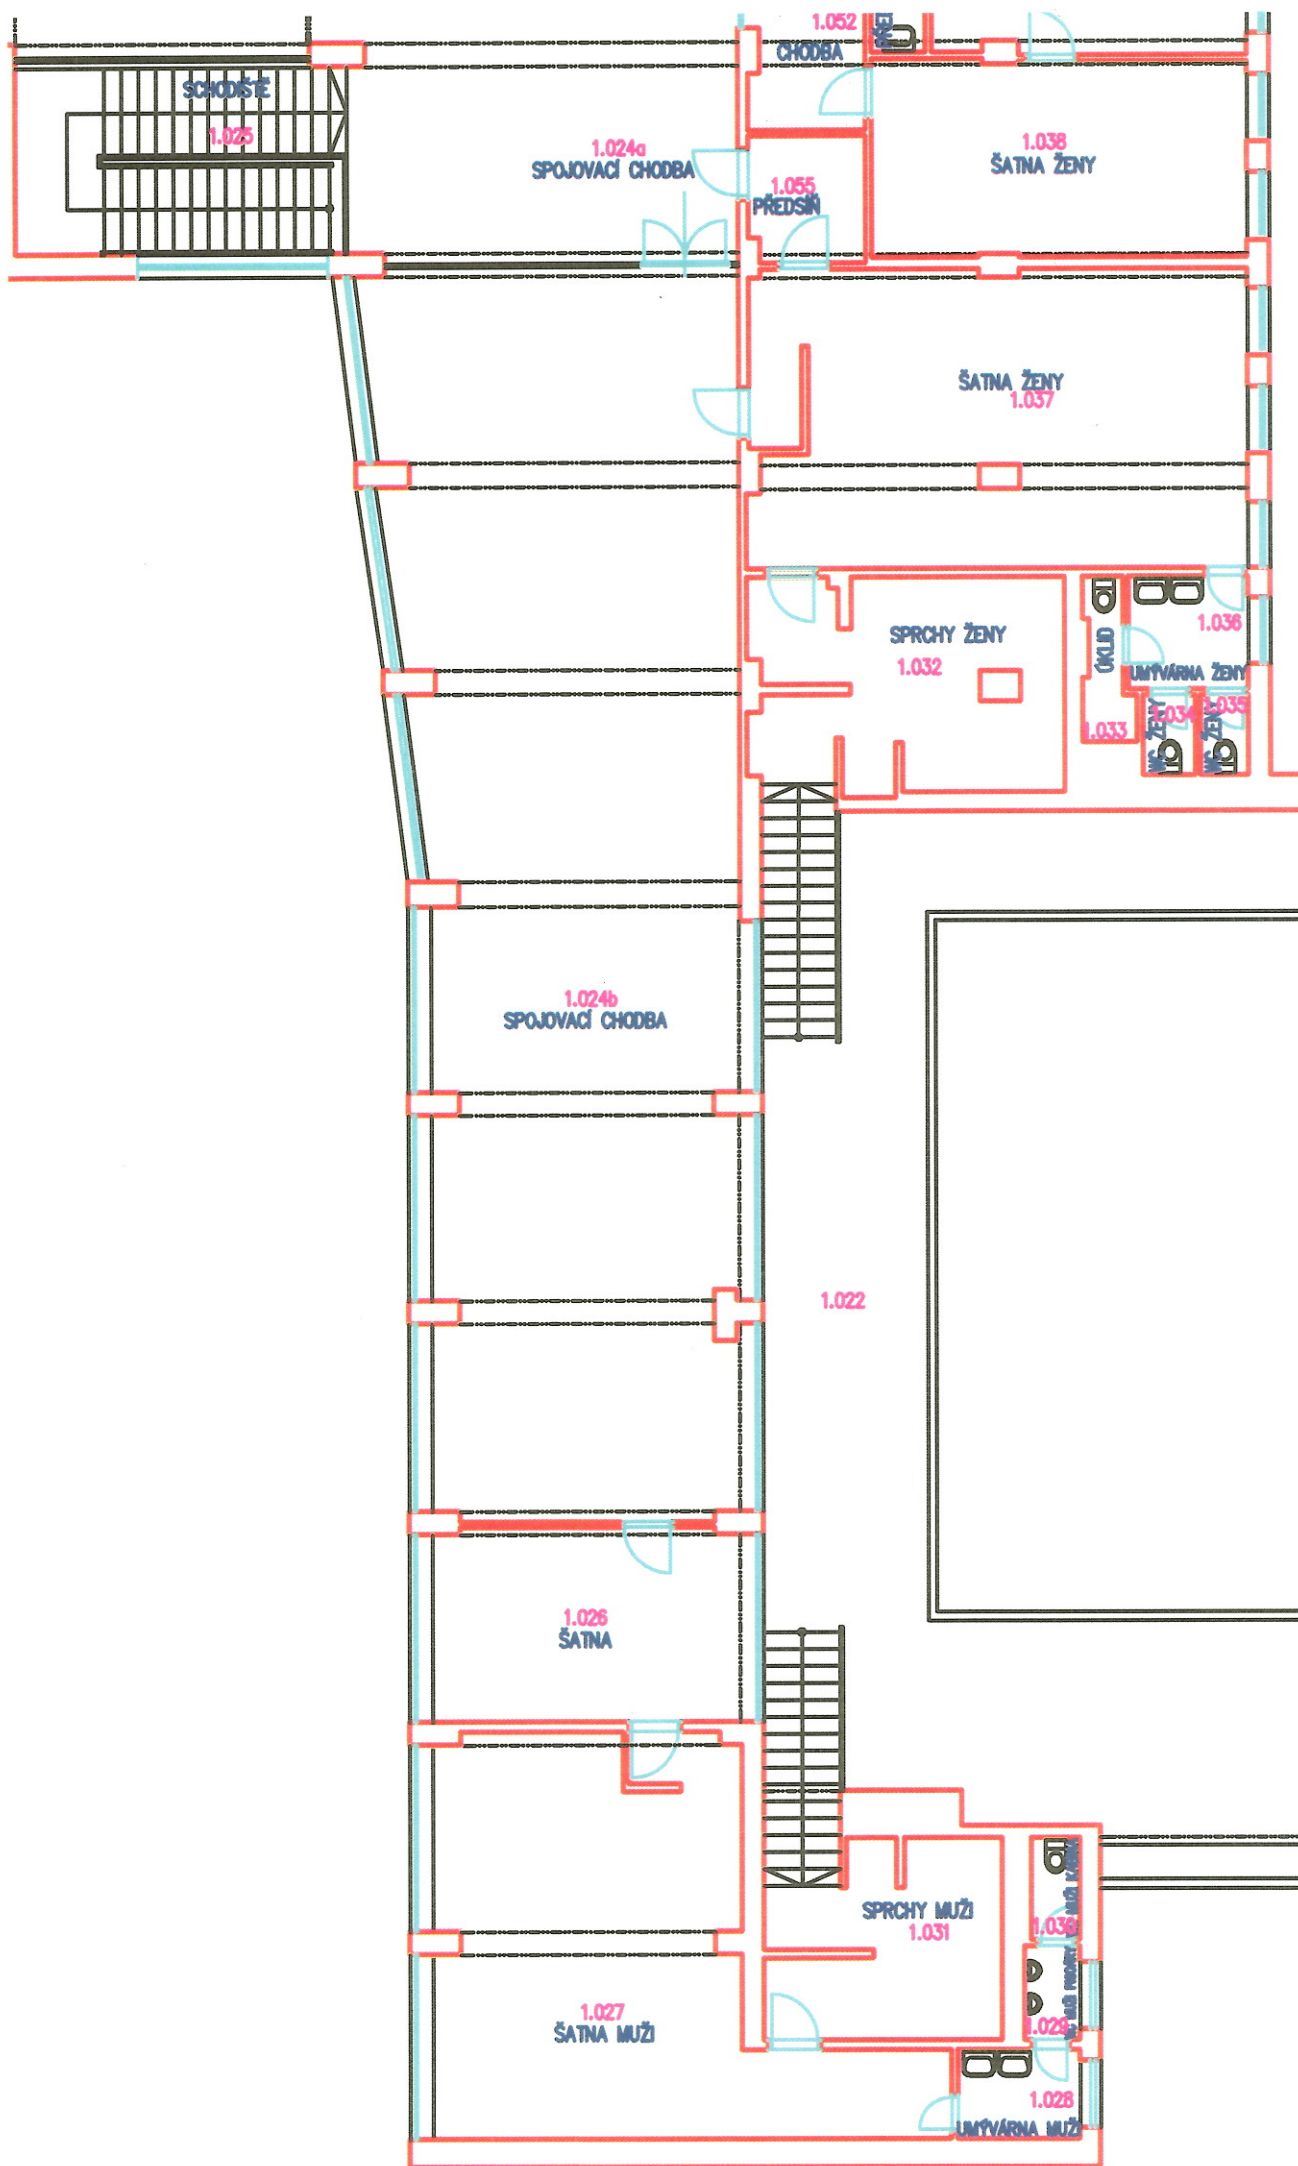 1.052
CHODBA
SCHODIŠTĚ
1.025
1.024a
SPOJOVACÍ CHODBA
1.038
ŠATNA ŽENY
1.055
PŘEDSÍŇ
ŠATNA ŽENY
1.037
SPRCHY ŽENY
1.032
ÚKLID
1.033
1.036
UMÝVÁRNA ŽENY
WC ŽENY
1.034
WC ŽENY
1.035
1.024b
SPOJOVACÍ CHODBA
1.022
1.026
ŠATNA
SPRCHY MUŽI
1.031
1.030
1.029
1.027
ŠATNA MUŽI
1.028
UMÝVÁRNA MUŽI